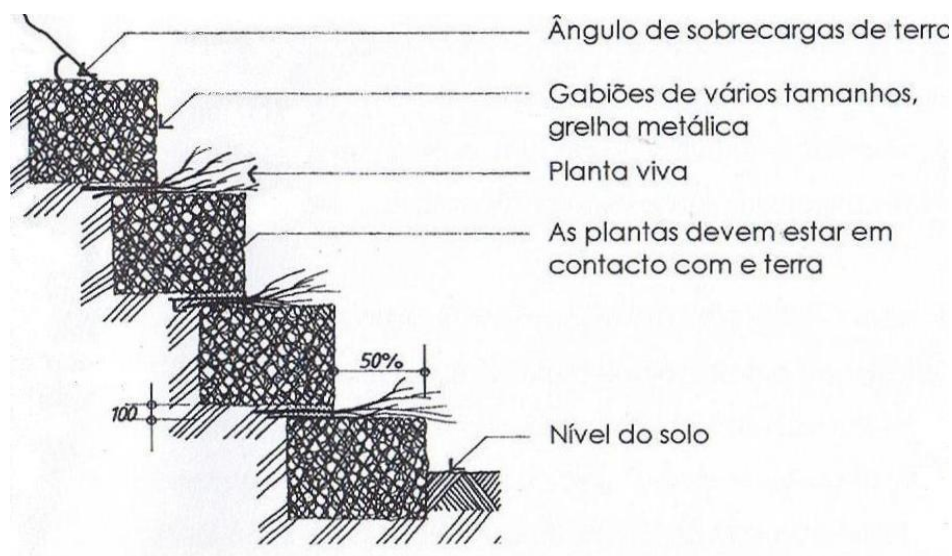 Ângulo de sobrecargas de terra
Gabiões de vários tamanhos,
grelha metálica
Planta viva
As plantas devem estar em
contacto com e terra
50%
100
Nível do solo